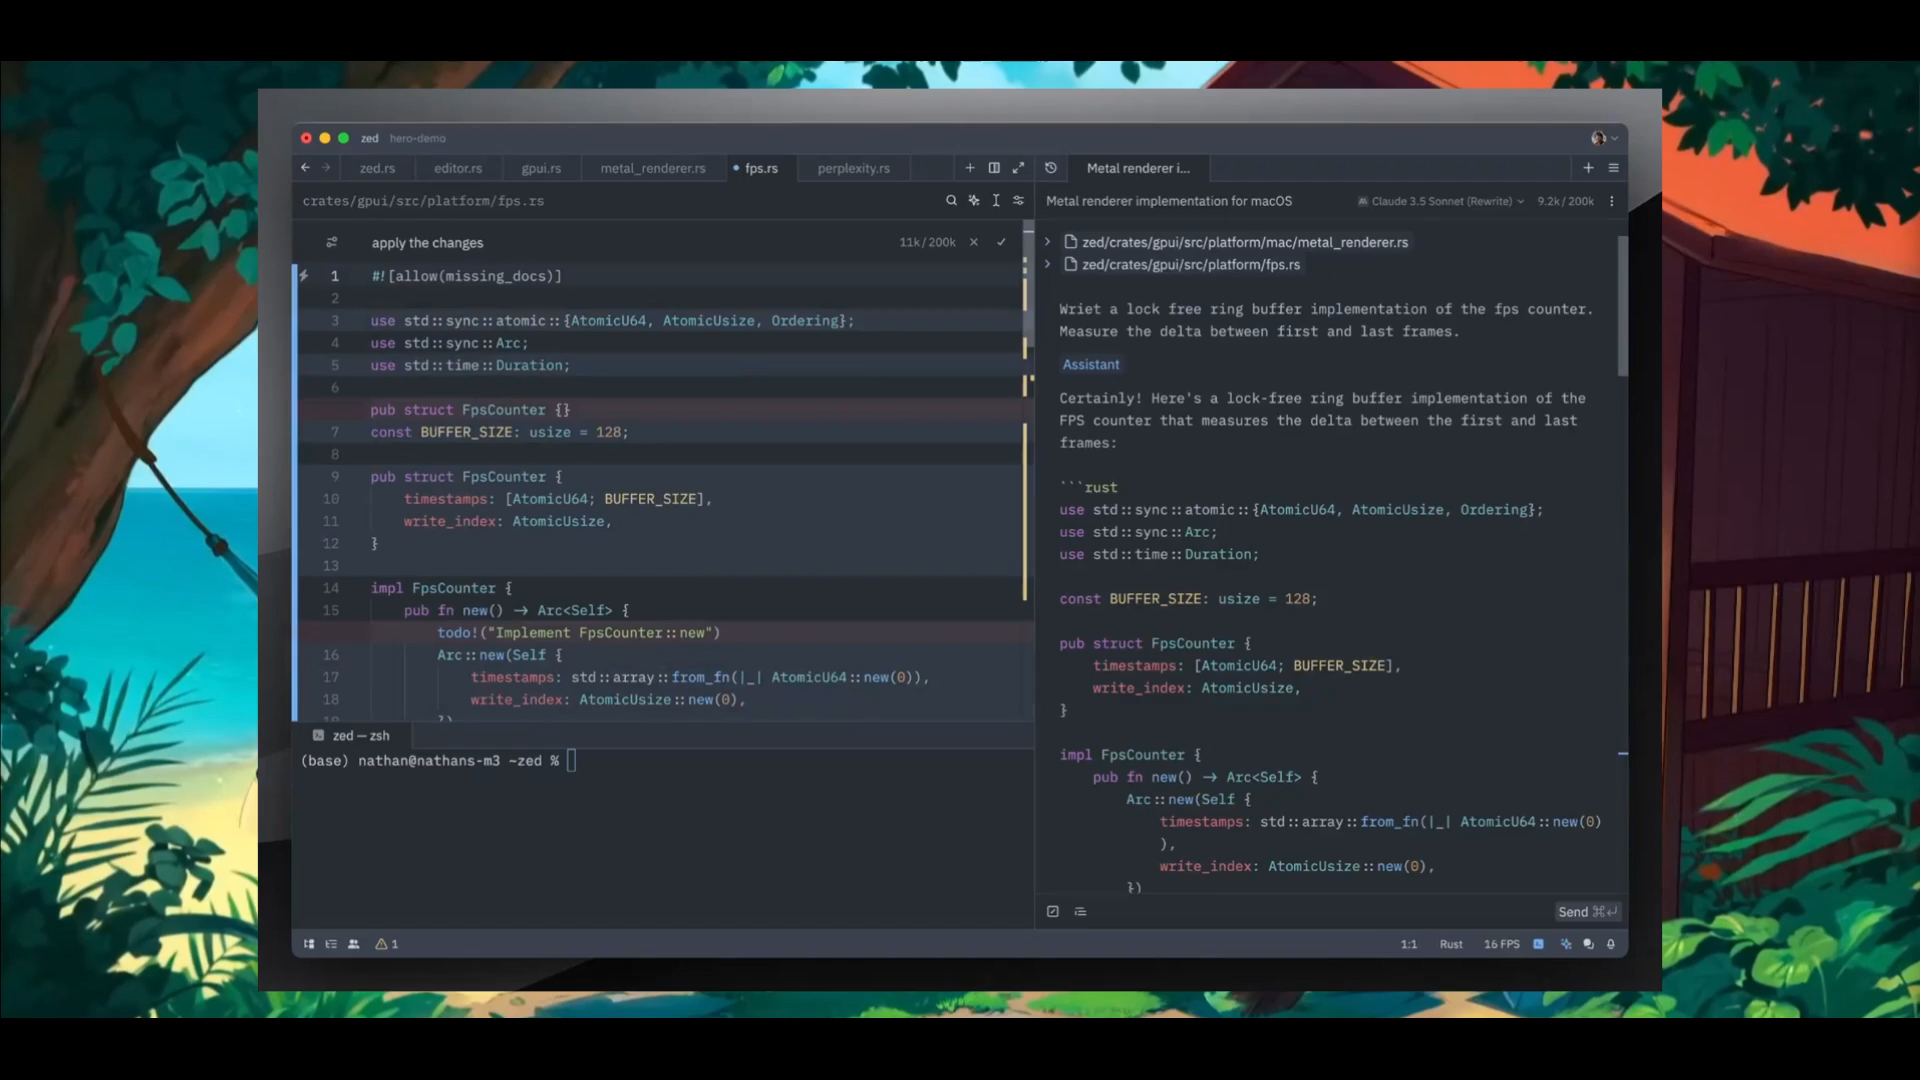 zed hero-demo
zed.rs editor.rs gpui.rs metal_renderer.rs fps.rs perplexity.rs
crates/gpui/src/platform/fps.rs
apply the changes 11k/200k
1 #![allow(missing_docs)]
2
3 use std::sync::atomic::{AtomicU64, AtomicUsize, Ordering};
4 use std::sync::Arc;
5 use std::time::Duration;
6
pub struct FpsCounter {}
7 const BUFFER_SIZE: usize = 128;
8
9 pub struct FpsCounter {
10 timestamps: [AtomicU64; BUFFER_SIZE],
11 write_index: AtomicUsize,
12 }
13
14 impl FpsCounter {
15 pub fn new() → Arc<Self> {
todo!("Implement FpsCounter::new")
16 Arc::new(Self {
17 timestamps: std::array::from_fn(|_| AtomicU64::new(0)),
18 write_index: AtomicUsize::new(0),
19 })
zed — zsh
(base) nathan@nathans-m3 ~zed %
Metal renderer i...
Metal renderer implementation for macOS Claude 3.5 Sonnet (Rewrite) 9.2k/200k
zed/crates/gpui/src/platform/mac/metal_renderer.rs
zed/crates/gpui/src/platform/fps.rs
Wriet a lock free ring buffer implementation of the fps counter.
Measure the delta between first and last frames.
Assistant
Certainly! Here's a lock-free ring buffer implementation of the
FPS counter that measures the delta between the first and last
frames:
```rust
use std::sync::atomic::{AtomicU64, AtomicUsize, Ordering};
use std::sync::Arc;
use std::time::Duration;
const BUFFER_SIZE: usize = 128;
pub struct FpsCounter {
timestamps: [AtomicU64; BUFFER_SIZE],
write_index: AtomicUsize,
}
impl FpsCounter {
pub fn new() → Arc<Self> {
Arc::new(Self {
timestamps: std::array::from_fn(|_| AtomicU64::new(0)
),
write_index: AtomicUsize::new(0),
})
Send ⌘↵
1 1:1 Rust 16 FPS